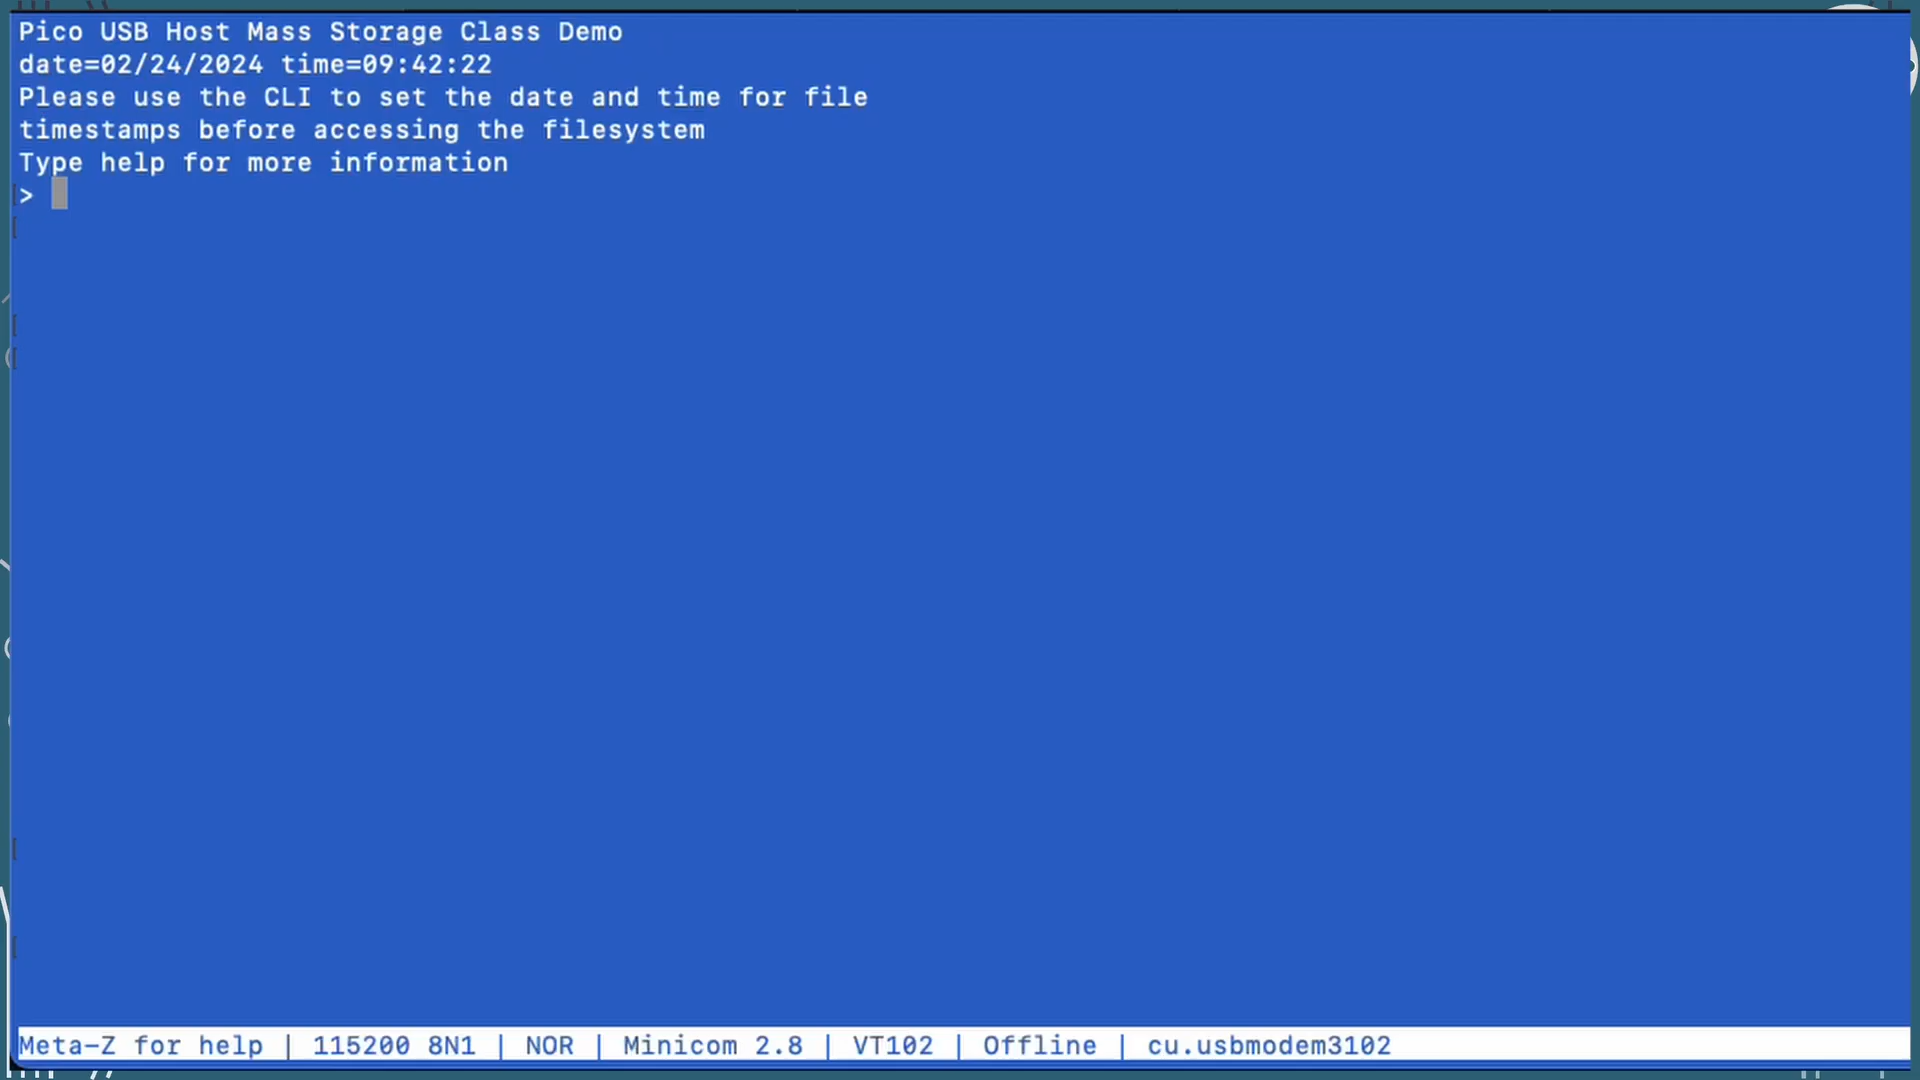 Pico USB Host Mass Storage Class Demo
date=02/24/2024 time=09:42:22
Please use the CLI to set the date and time for file
timestamps before accessing the filesystem
Type help for more information
>
Meta-Z for help | 115200 8N1 | NOR | Minicom 2.8 | VT102 | Offline | cu.usbmodem3102